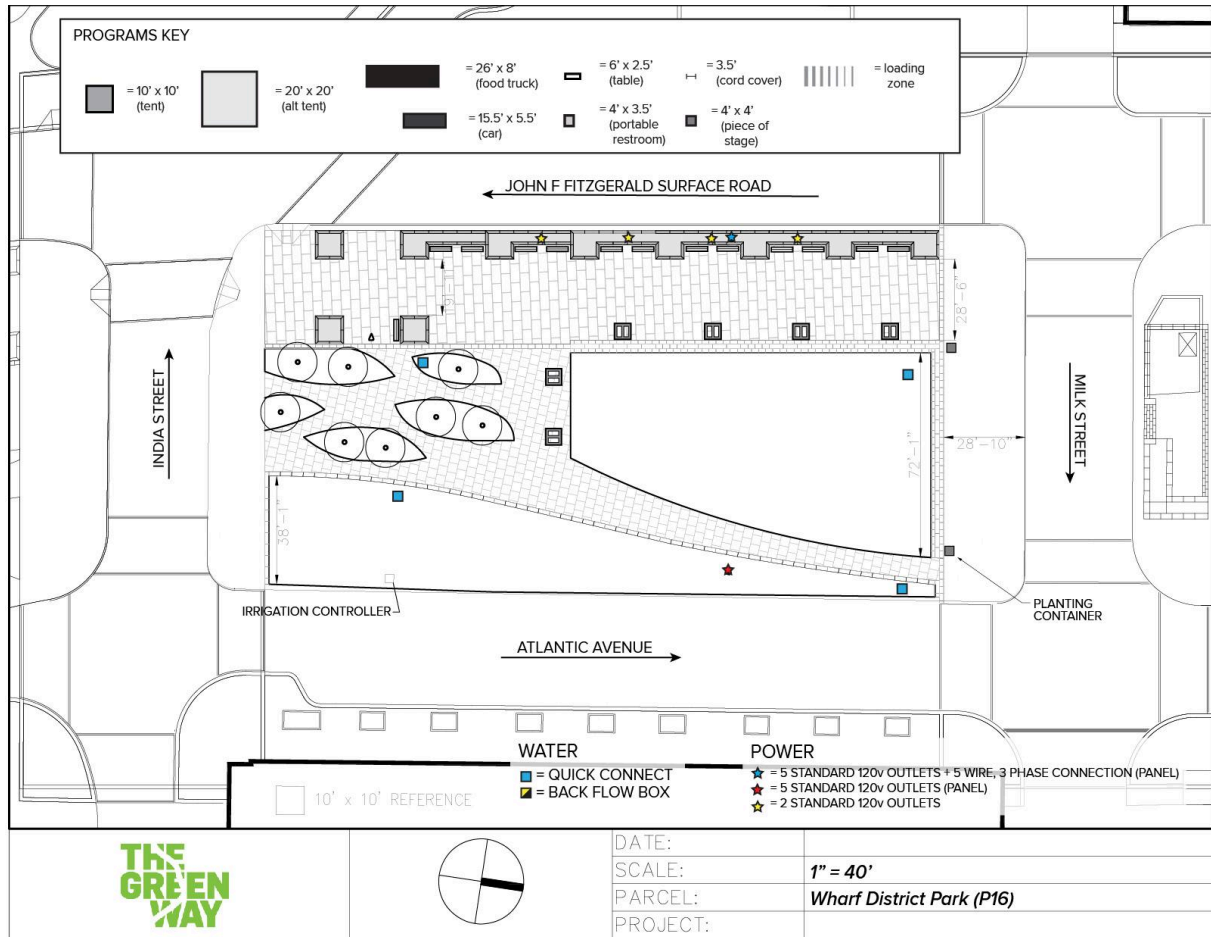 PROGRAMS KEY
= 10' x 10'
(tent)
= 20' x 20'
(alt tent)
= 26' x 8'
(food truck)
= 15.5' x 5.5'
(car)
= 6' x 2.5'
(table)
= 4' x 3.5'
(portable
restroom)
= 3.5'
(cord cover)
= 4' x 4'
(piece of
stage)
= loading
zone
JOHN F FITZGERALD SURFACE ROAD
28'-6"
INDIA STREET
MILK STREET
72'-1"
28'-10"
38'-1"
IRRIGATION CONTROLLER
PLANTING
CONTAINER
ATLANTIC AVENUE
WATER
= QUICK CONNECT
= BACK FLOW BOX
POWER
= 5 STANDARD 120v OUTLETS + 5 WIRE, 3 PHASE CONNECTION (PANEL)
= 5 STANDARD 120v OUTLETS (PANEL)
= 2 STANDARD 120v OUTLETS
10' x 10' REFERENCE
THE
GREEN
WAY
DATE:
SCALE: 1" = 40'
PARCEL: Wharf District Park (P16)
PROJECT: